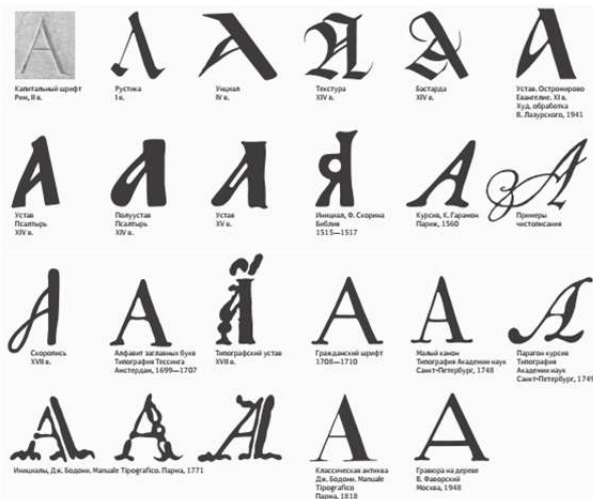 А А А А А А
Капитальный шрифт
Рим, II в.
Рустика
I в.
Унциал
IV в.
Текстура
XIV в.
Бастарда
XIV в.
Устав. Остромирово
Евангелие. XI в.
Худ. обработка
В. Лазурского, 1941
А А А А А А
Устав
Псалтырь
XIV в.
Полуустав
Псалтырь
XIV в.
Устав
XV в.
Инициал, Ф. Скорина
Библия
1515—1517
Курсив, К. Гарамон
Париж, 1560
Примеры
чистописания
А А А А А А
Скоропись
XVII в.
Алфавит заглавных букв
Типография Тессинга
Амстердам, 1699—1707
Типографский устав
XVII в.
Гражданский шрифт
1708—1710
Малый канон
Типография Академии наук
Санкт-Петербург, 1748
Парагон курсив
Типография
Академии наук
Санкт-Петербург, 1749
А А А А А
Инициалы, Дж. Бодони. Manuale Tipografico. Парма, 1771
Классическая антиква
Дж. Бодони. Manuale
Tipografico
Парма, 1818
Гравюра на дереве
В. Фаворский
Москва, 1948